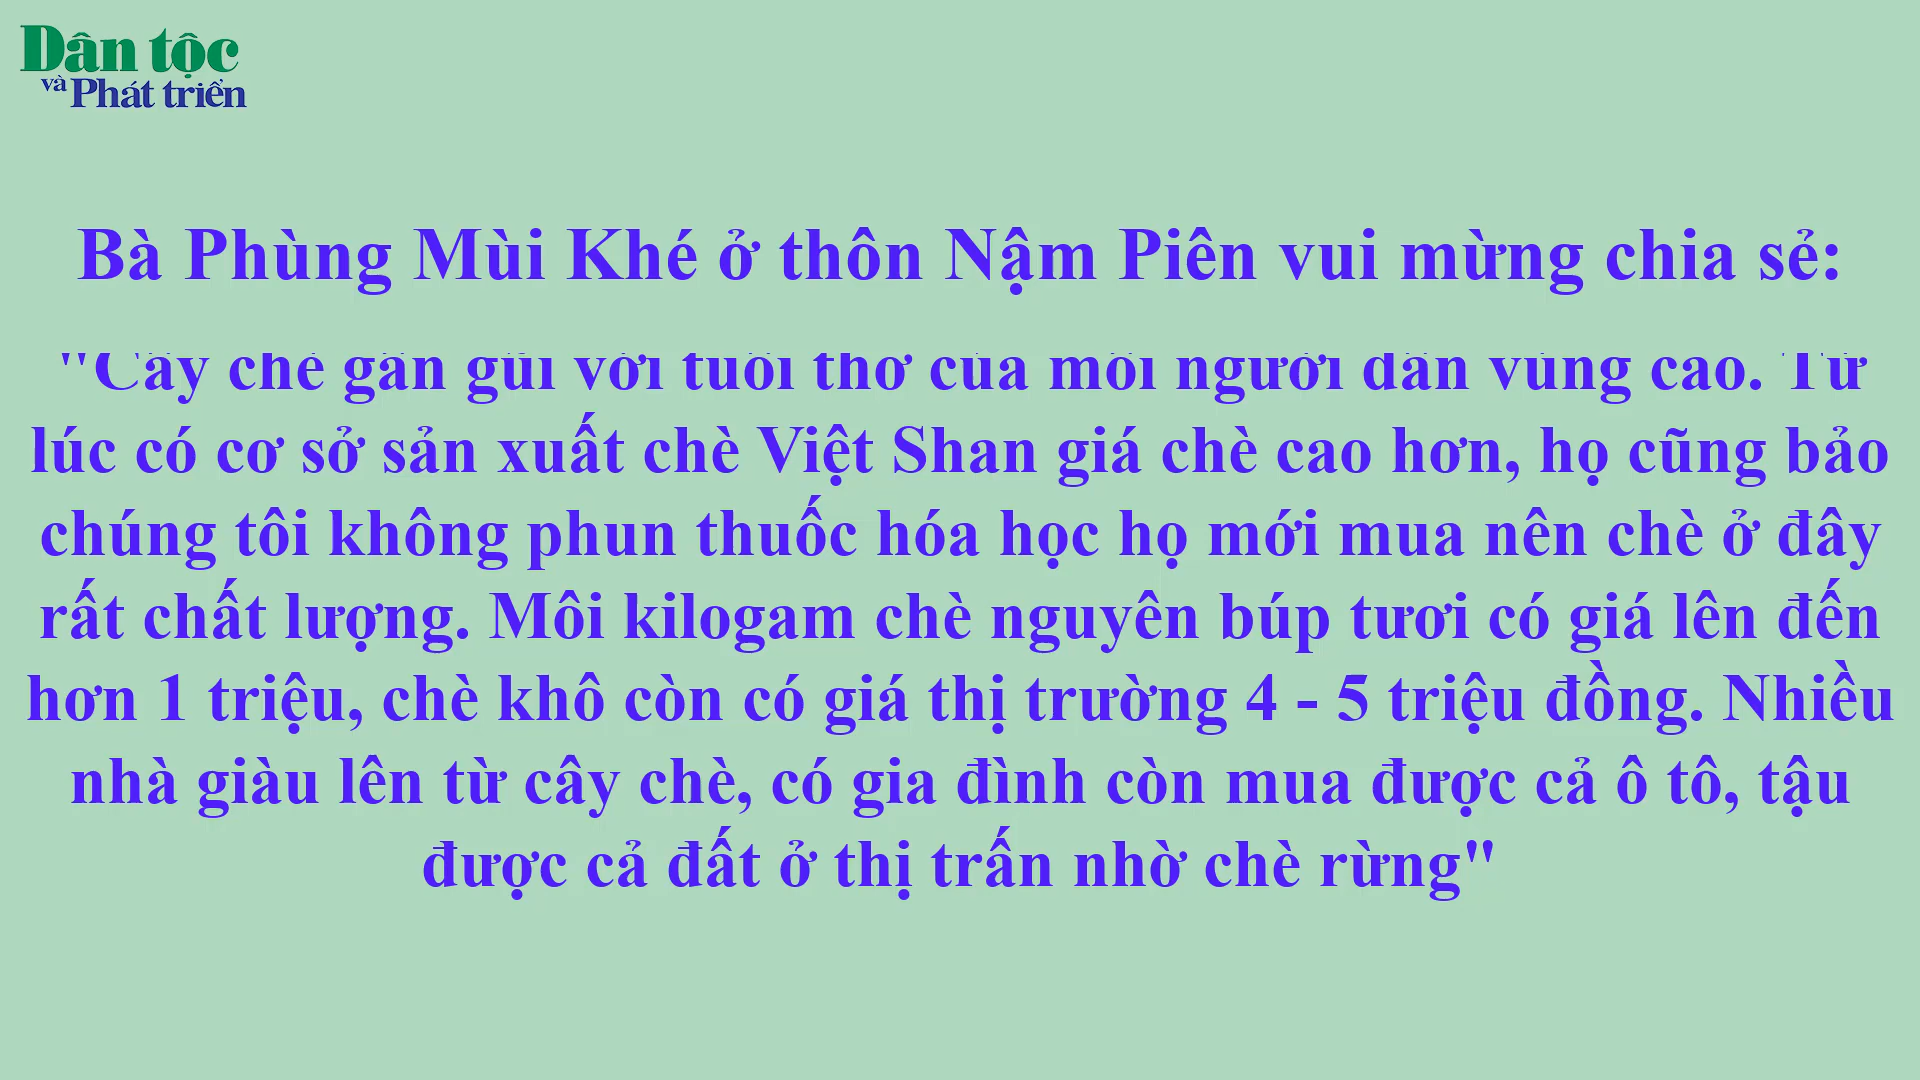 Dân tộc
và Phát triển
Bà Phùng Mùi Khé ở thôn Nậm Piên vui mừng chia sẻ:
"Cây chè gần gũi với tuổi thơ của mỗi người dân vùng cao. Từ
lúc có cơ sở sản xuất chè Việt Shan giá chè cao hơn, họ cũng bảo
chúng tôi không phun thuốc hóa học họ mới mua nên chè ở đây
rất chất lượng. Môi kilogam chè nguyên búp tươi có giá lên đến
hơn 1 triệu, chè khô còn có giá thị trường 4 - 5 triệu đồng. Nhiều
nhà giàu lên từ cây chè, có gia đình còn mua được cả ô tô, tậu
được cả đất ở thị trấn nhờ chè rừng"